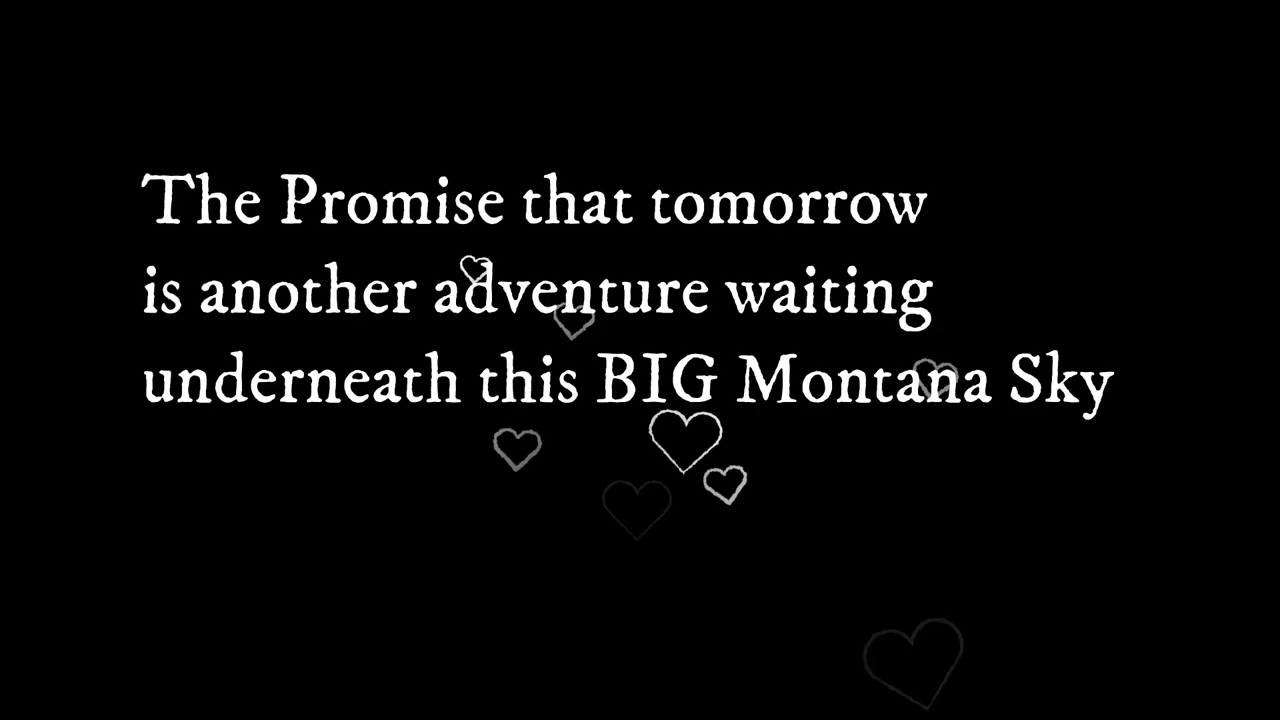 The Promise that tomorrow
is another adventure waiting
underneath this BIG Montana Sky